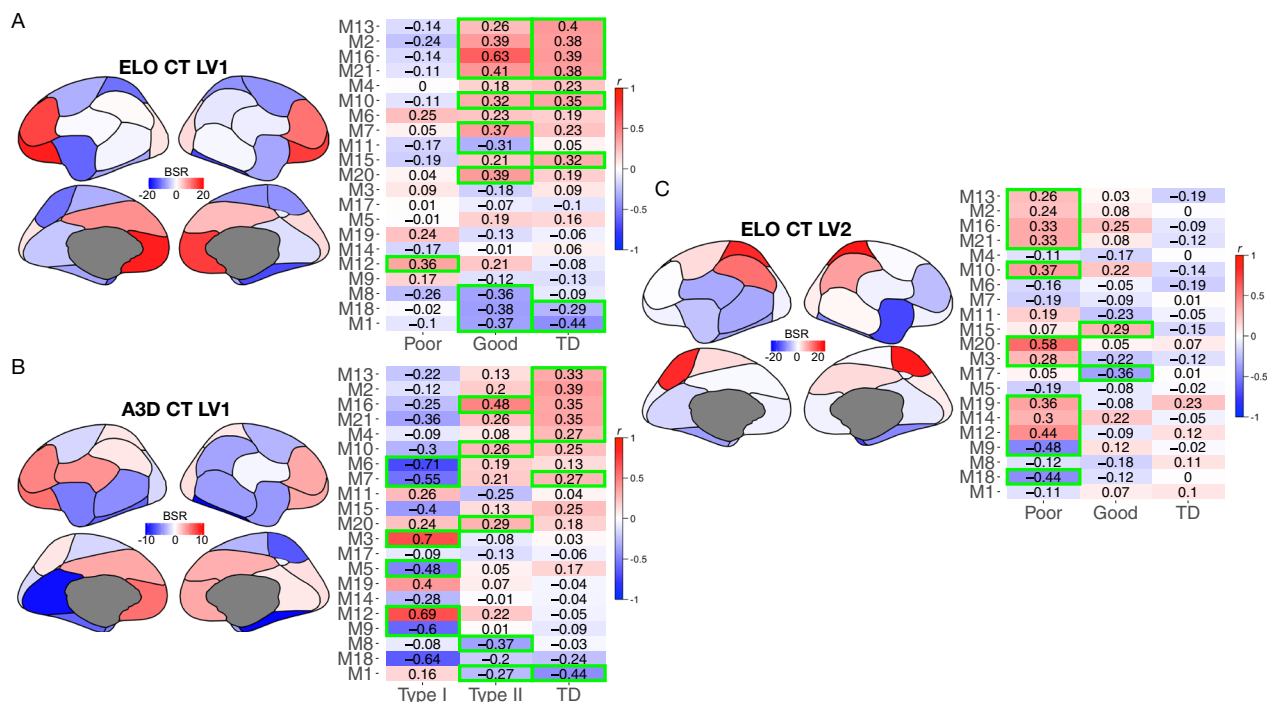 A
ELO CT LV1
BSR
-20 0 20
M13 −0.14 0.26 0.4
M2 −0.24 0.39 0.38
M16 −0.14 0.63 0.39
M21 −0.11 0.41 0.38
M4 0 0.18 0.23
M10 −0.11 0.32 0.35
M6 0.25 0.23 0.19
M7 0.05 0.37 0.23
M11 −0.17 −0.31 0.05
M15 −0.19 0.21 0.32
M20 0.04 0.39 0.19
M3 0.09 −0.18 0.09
M17 0.01 −0.07 −0.1
M5 −0.01 0.19 0.16
M19 0.24 −0.13 −0.06
M14 −0.17 −0.01 0.06
M12 0.36 0.21 −0.08
M9 0.17 −0.12 −0.13
M8 −0.26 −0.36 −0.09
M18 −0.02 −0.38 −0.29
M1 −0.1 −0.37 −0.44
Poor Good TD
r
1
0.5
0
−0.5
−1
B
A3D CT LV1
BSR
-10 0 10
M13 −0.22 0.13 0.33
M2 −0.12 0.2 0.39
M16 −0.25 0.48 0.35
M21 −0.36 0.26 0.35
M4 −0.09 0.08 0.27
M10 −0.3 0.26 0.25
M6 −0.71 0.19 0.13
M7 −0.55 0.21 0.27
M11 0.26 −0.25 0.04
M15 −0.4 0.13 0.25
M20 0.24 0.29 0.18
M3 0.7 −0.08 0.03
M17 −0.09 −0.13 −0.06
M5 −0.48 0.05 0.17
M19 0.4 0.07 −0.04
M14 −0.28 −0.01 −0.04
M12 0.69 0.22 −0.05
M9 −0.6 0.01 −0.09
M8 −0.08 −0.37 −0.03
M18 −0.64 −0.2 −0.24
M1 0.16 −0.27 −0.44
Type I Type II TD
r
1
0.5
0
−0.5
−1
C
ELO CT LV2
BSR
-20 0 20
M13 0.26 0.03 −0.19
M2 0.24 0.08 0
M16 0.33 0.25 −0.09
M21 0.33 0.08 −0.12
M4 −0.11 −0.17 0
M10 0.37 0.22 −0.14
M6 −0.16 −0.05 −0.19
M7 −0.19 −0.09 0.01
M11 0.19 −0.23 −0.05
M15 0.07 0.29 −0.15
M20 0.58 0.05 0.07
M3 0.28 −0.22 −0.12
M17 0.05 −0.36 0.01
M5 −0.19 −0.08 −0.02
M19 0.36 −0.08 0.23
M14 0.3 0.22 −0.05
M12 0.44 −0.09 0.12
M9 −0.48 0.12 −0.02
M8 −0.12 −0.18 0.11
M18 −0.44 −0.12 0
M1 −0.11 0.07 0.1
Poor Good TD
r
1
0.5
0
−0.5
−1